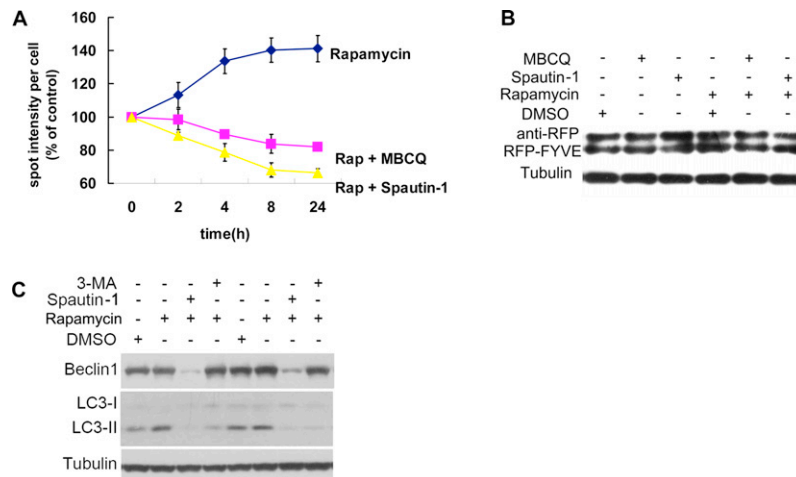 A
spot intensity per cell
(% of control)
160
140
120
100
80
60
0 2 4 8 24
time(h)
Rapamycin
Rap + MBCQ
Rap + Spautin-1
B
MBCQ - + - - + -
Spautin-1 - - + - - +
Rapamycin - - - + + +
DMSO + - - - - -
anti-RFP
RFP-FYVE
Tubulin
C
3-MA - - - + - - - +
Spautin-1 - - + - - - + -
Rapamycin - + + + - + + +
DMSO + - - - + - - -
Beclin1
LC3-I
LC3-II
Tubulin